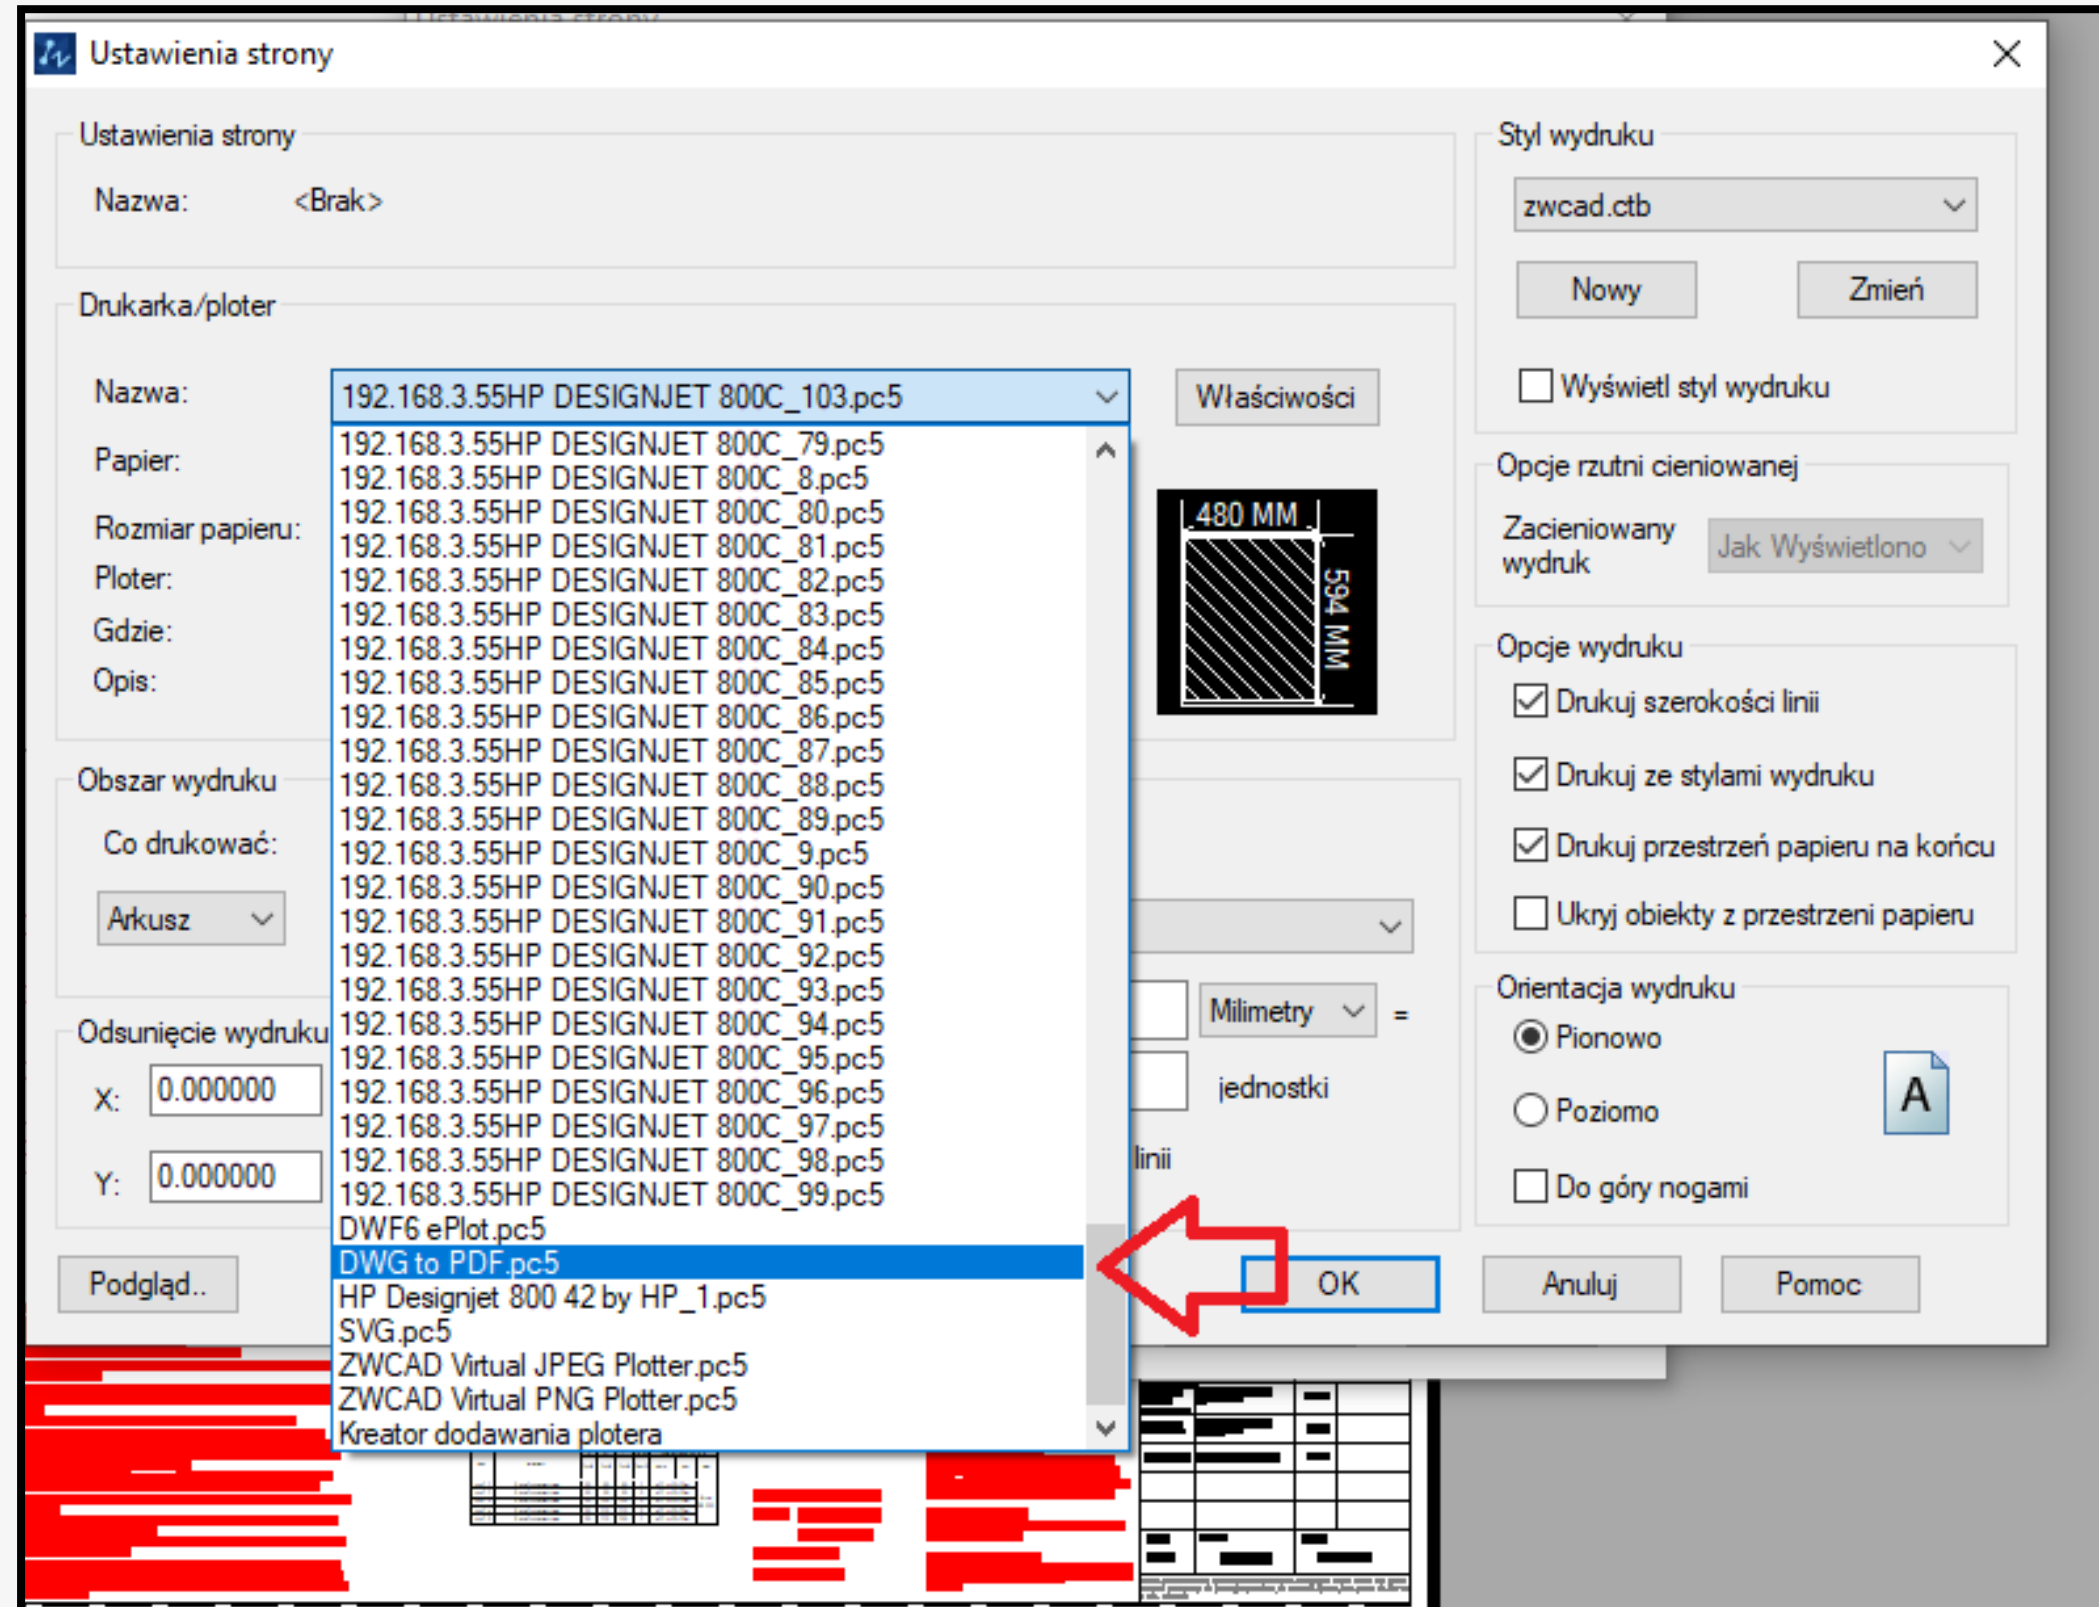 Ustawienia strony
Ustawienia strony
Ustawienia strony
Nazwa: <Brak>
Drukarka/ploter
Nazwa: 192.168.3.55HP DESIGNJET 800C_103.pc5 Właściwości
192.168.3.55HP DESIGNJET 800C_79.pc5
Papier:
192.168.3.55HP DESIGNJET 800C_8.pc5
192.168.3.55HP DESIGNJET 800C_80.pc5
Rozmiar papieru:
192.168.3.55HP DESIGNJET 800C_81.pc5
Ploter:
192.168.3.55HP DESIGNJET 800C_82.pc5
192.168.3.55HP DESIGNJET 800C_83.pc5
Gdzie:
192.168.3.55HP DESIGNJET 800C_84.pc5
Opis:
192.168.3.55HP DESIGNJET 800C_85.pc5
192.168.3.55HP DESIGNJET 800C_86.pc5
192.168.3.55HP DESIGNJET 800C_87.pc5
192.168.3.55HP DESIGNJET 800C_88.pc5
192.168.3.55HP DESIGNJET 800C_89.pc5
192.168.3.55HP DESIGNJET 800C_9.pc5
192.168.3.55HP DESIGNJET 800C_90.pc5
192.168.3.55HP DESIGNJET 800C_91.pc5
192.168.3.55HP DESIGNJET 800C_92.pc5
192.168.3.55HP DESIGNJET 800C_93.pc5
192.168.3.55HP DESIGNJET 800C_94.pc5
192.168.3.55HP DESIGNJET 800C_95.pc5
192.168.3.55HP DESIGNJET 800C_96.pc5
192.168.3.55HP DESIGNJET 800C_97.pc5
192.168.3.55HP DESIGNJET 800C_98.pc5
192.168.3.55HP DESIGNJET 800C_99.pc5
DWF6 ePlot.pc5
DWG to PDF.pc5
HP Designjet 800 42 by HP_1.pc5
SVG.pc5
ZWCAD Virtual JPEG Plotter.pc5
ZWCAD Virtual PNG Plotter.pc5
Kreator dodawania plotera
480 MM
594 MM
Obszar wydruku
Co drukować:
Arkusz
Odsunięcie wydruku
X: 0.000000
Y: 0.000000
Milimetry =
jednostki
linii
Podgląd..
Styl wydruku
zwcad.ctb
Nowy Zmień
Wyświetl styl wydruku
Opcje rzutni cieniowanej
Zacieniowany
wydruk
Jak Wyświetlono
Opcje wydruku
Drukuj szerokości linii
Drukuj ze stylami wydruku
Drukuj przestrzeń papieru na końcu
Ukryj obiekty z przestrzeni papieru
Orientacja wydruku
Pionowo
A
Poziomo
Do góry nogami
OK Anuluj Pomoc